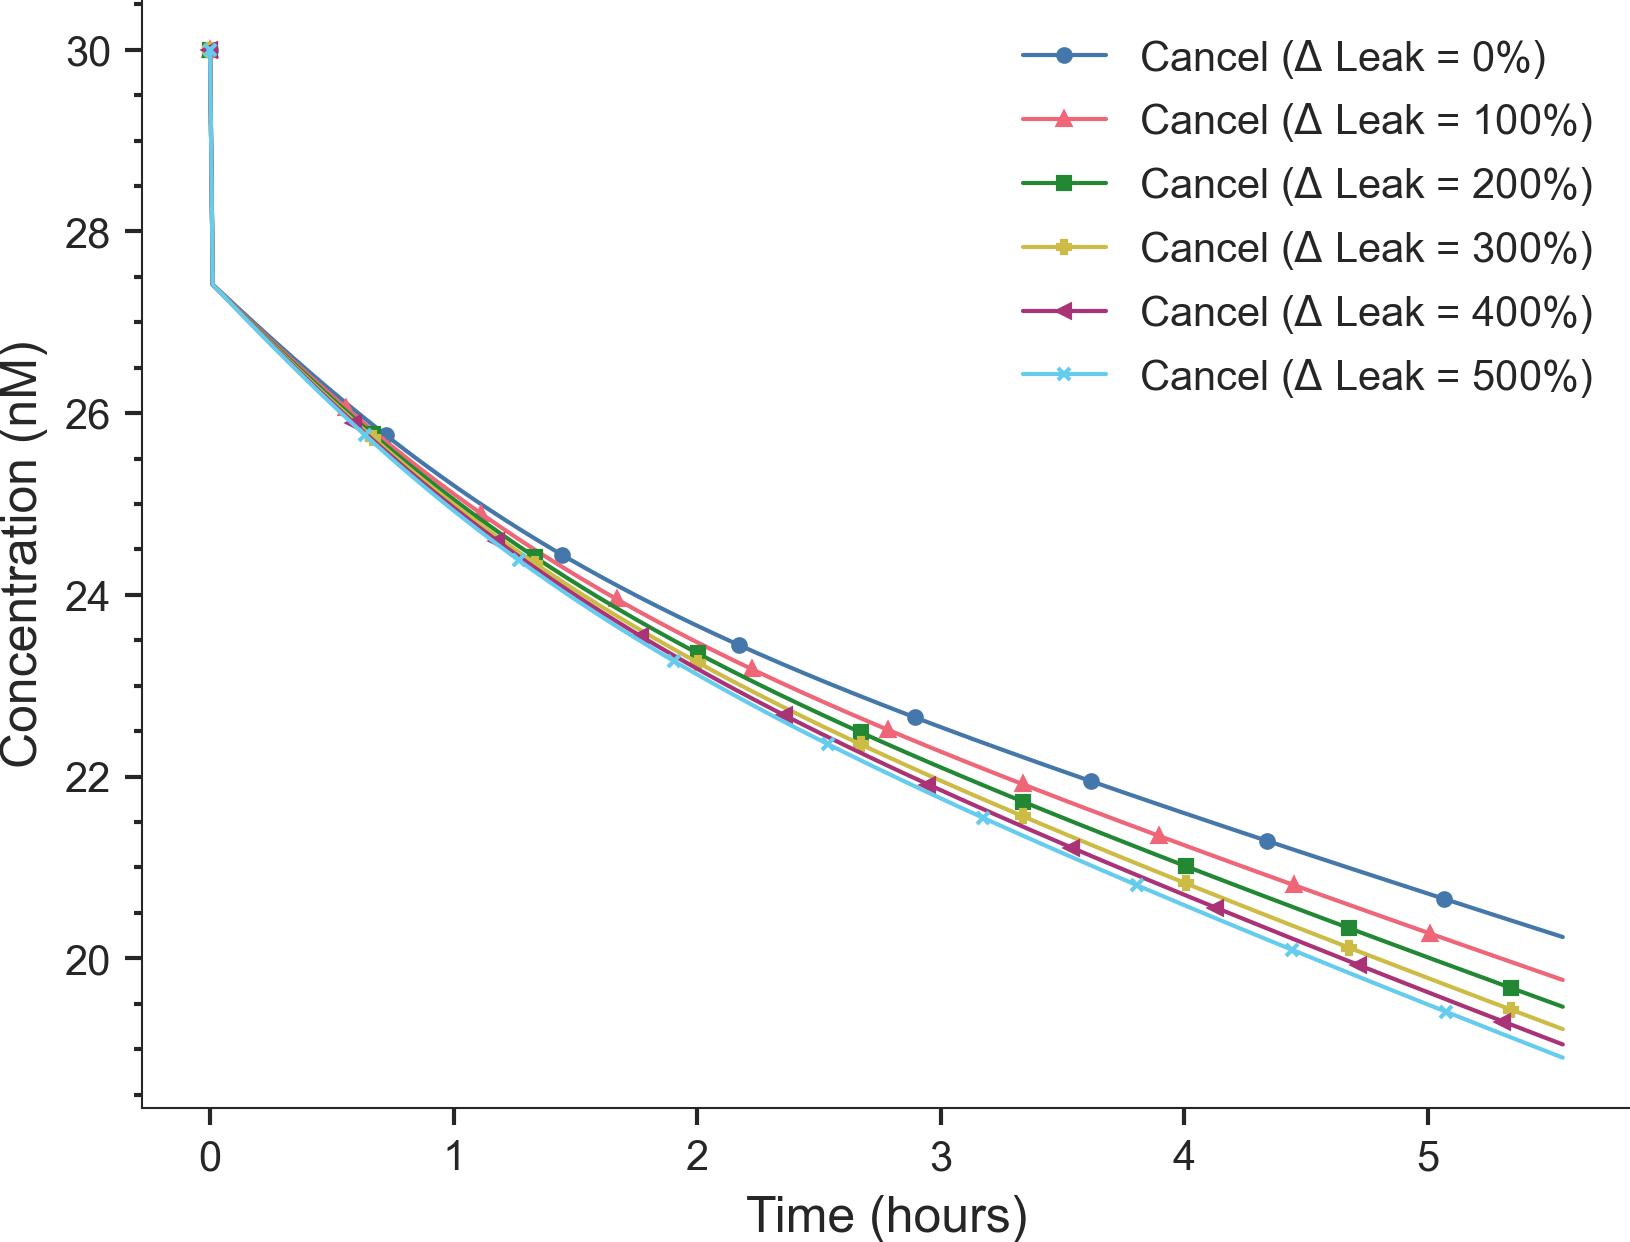 30
28
26
24
22
20
Concentration (nM)
Cancel (Δ Leak = 0%)
Cancel (Δ Leak = 100%)
Cancel (Δ Leak = 200%)
Cancel (Δ Leak = 300%)
Cancel (Δ Leak = 400%)
Cancel (Δ Leak = 500%)
0 1 2 3 4 5
Time (hours)